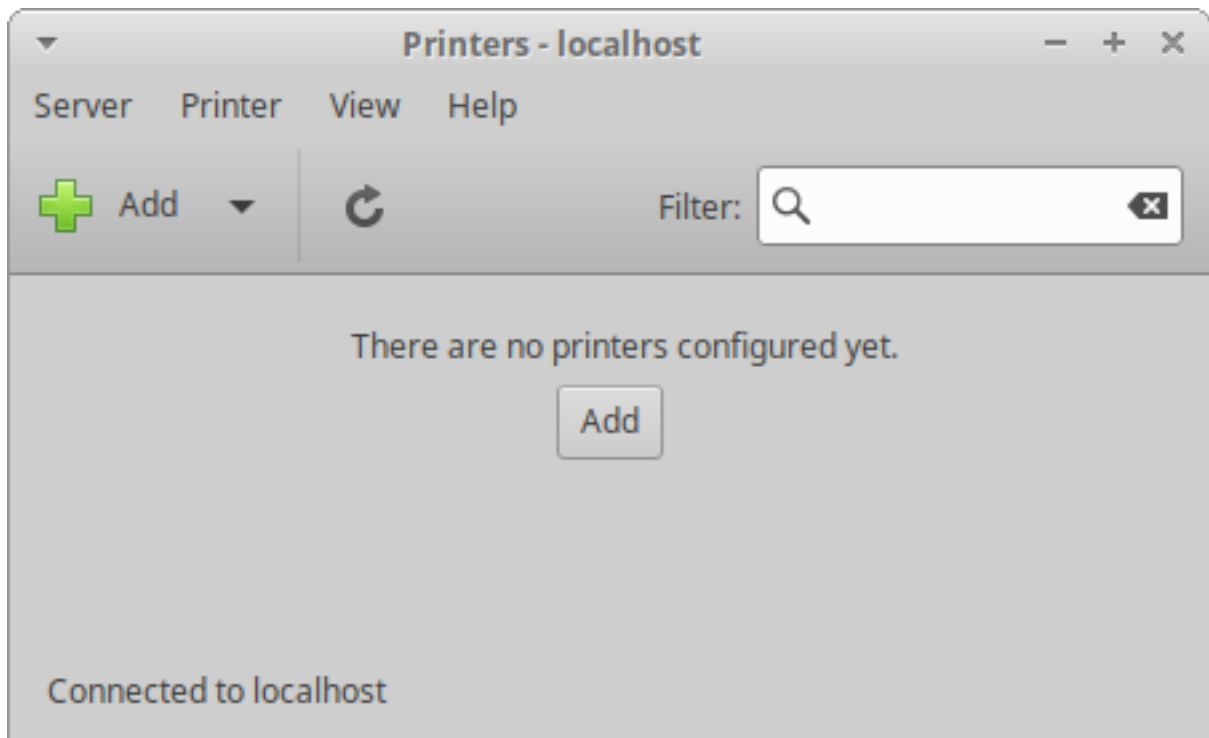 Printers - localhost
Server Printer View Help
Add Filter:
There are no printers configured yet.
Add
Connected to localhost